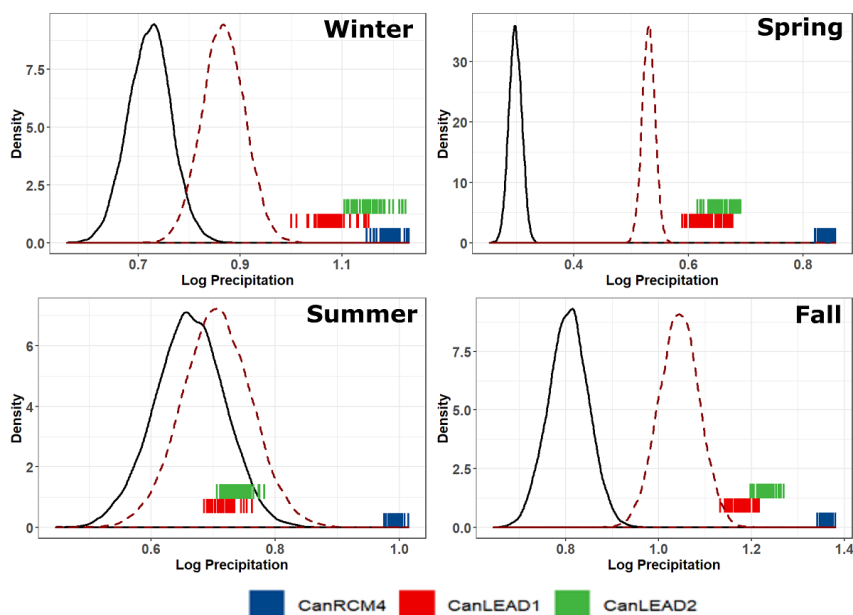 Winter
Density
7.5
5.0
2.5
0.0
0.7 0.9 1.1
Log Precipitation
Spring
Density
30
20
10
0
0.4 0.6 0.8
Log Precipitation
Summer
Density
6
4
2
0
0.6 0.8 1.0
Log Precipitation
Fall
Density
7.5
5.0
2.5
0.0
0.8 1.0 1.2 1.4
Log Precipitation
CanRCM4 CanLEAD1 CanLEAD2